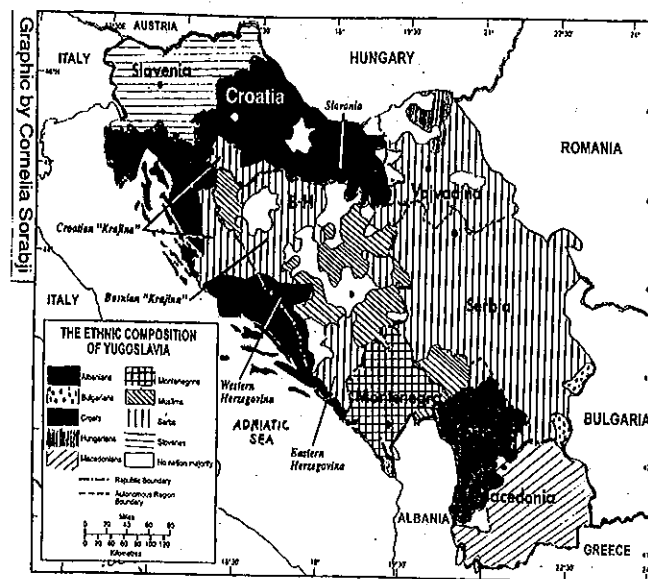 Graphic by Cornelia Sorabji
AUSTRIA
ITALY
HUNGARY
Slovenia
Croatia
Slavonia
ROMANIA
B-H
Vojvodina
Croatian "Krajina"
Bosnian "Krajina"
ITALY
Serbia
Western
Herzegovina
Montenegro
ADRIATIC
SEA
Eastern
Herzegovina
BULGARIA
Macedonia
ALBANIA
GREECE
THE ETHNIC COMPOSITION
OF YUGOSLAVIA
Albanians
Montenegrins
Bulgarians
Muslims
Croats
Serbs
Hungarians
Slovenes
Macedonians
No nation majority
Republic Boundary
Autonomous Region
Boundary
Miles
Kilometres